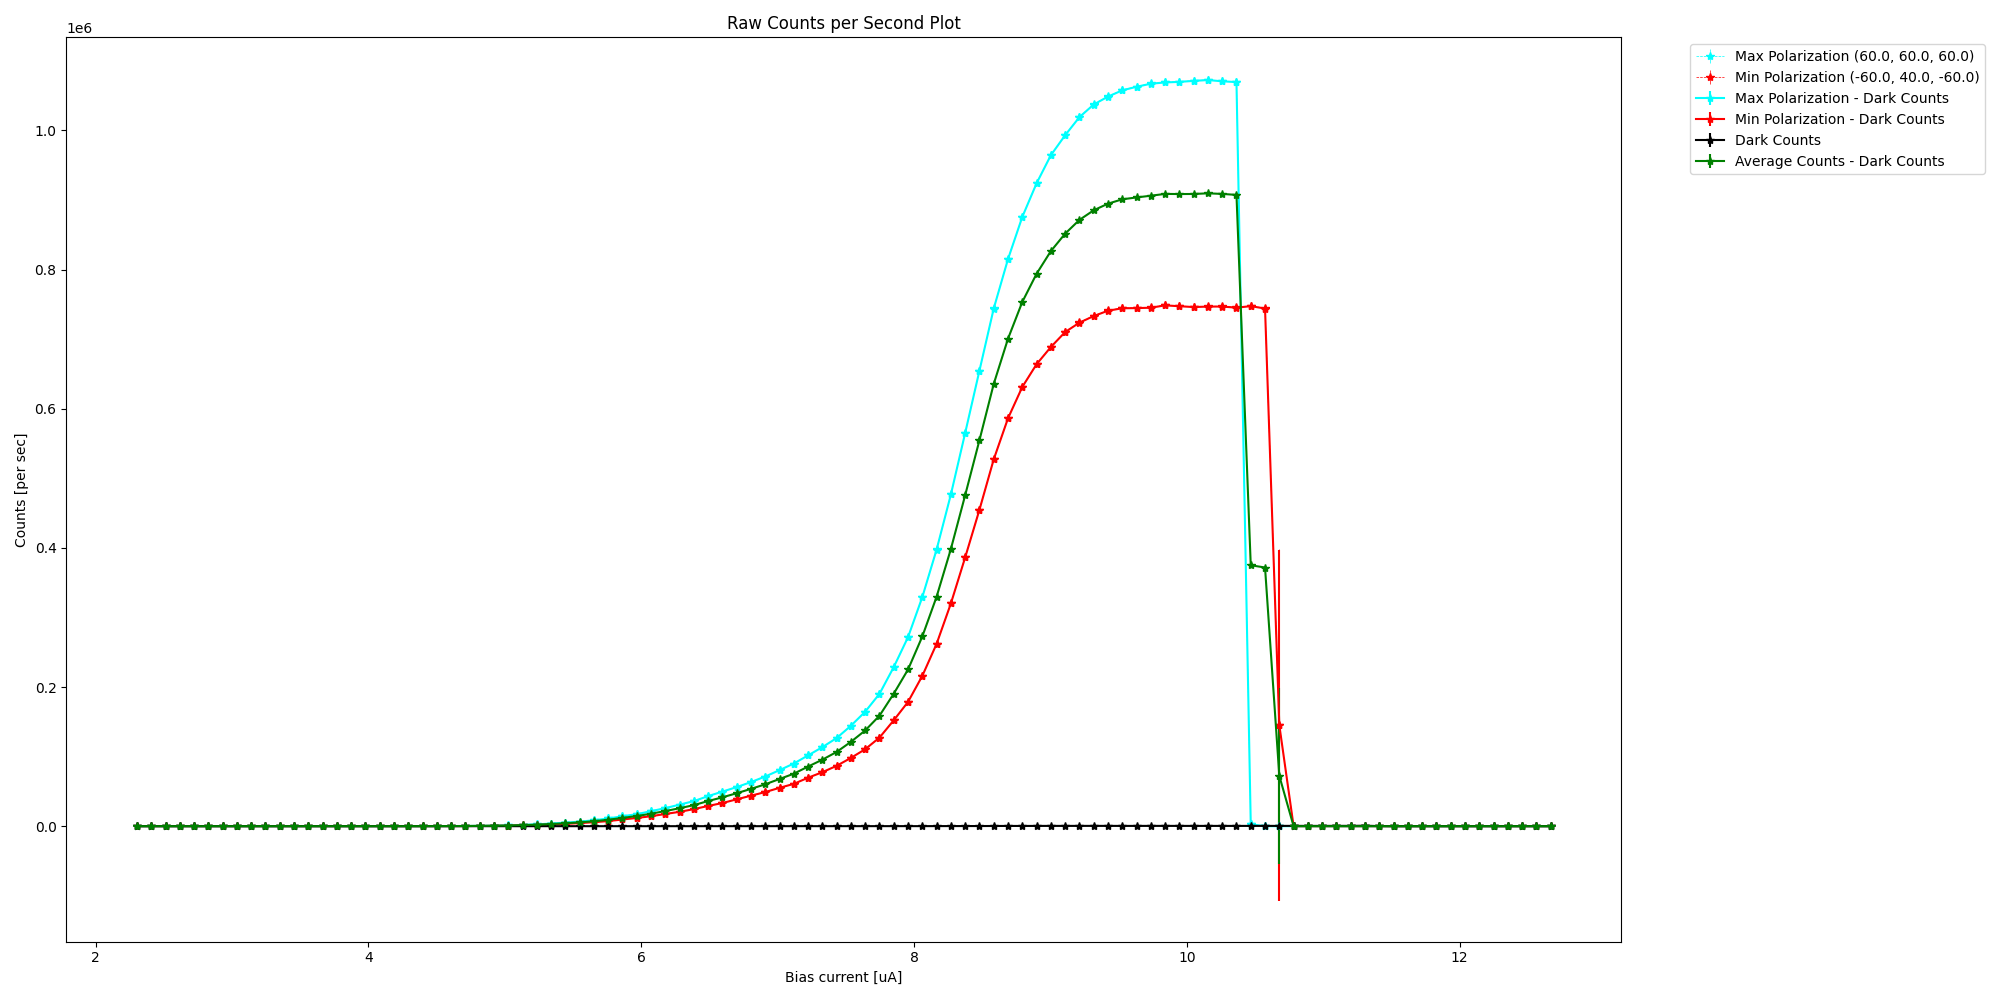 Raw Counts per Second Plot
1e6
Max Polarization (60.0, 60.0, 60.0)
Min Polarization (-60.0, 40.0, -60.0)
Max Polarization - Dark Counts
Min Polarization - Dark Counts
Dark Counts
Average Counts - Dark Counts
1.0
0.8
0.6
0.4
0.2
0.0
Counts [per sec]
2
4
6
8
10
12
Bias current [uA]